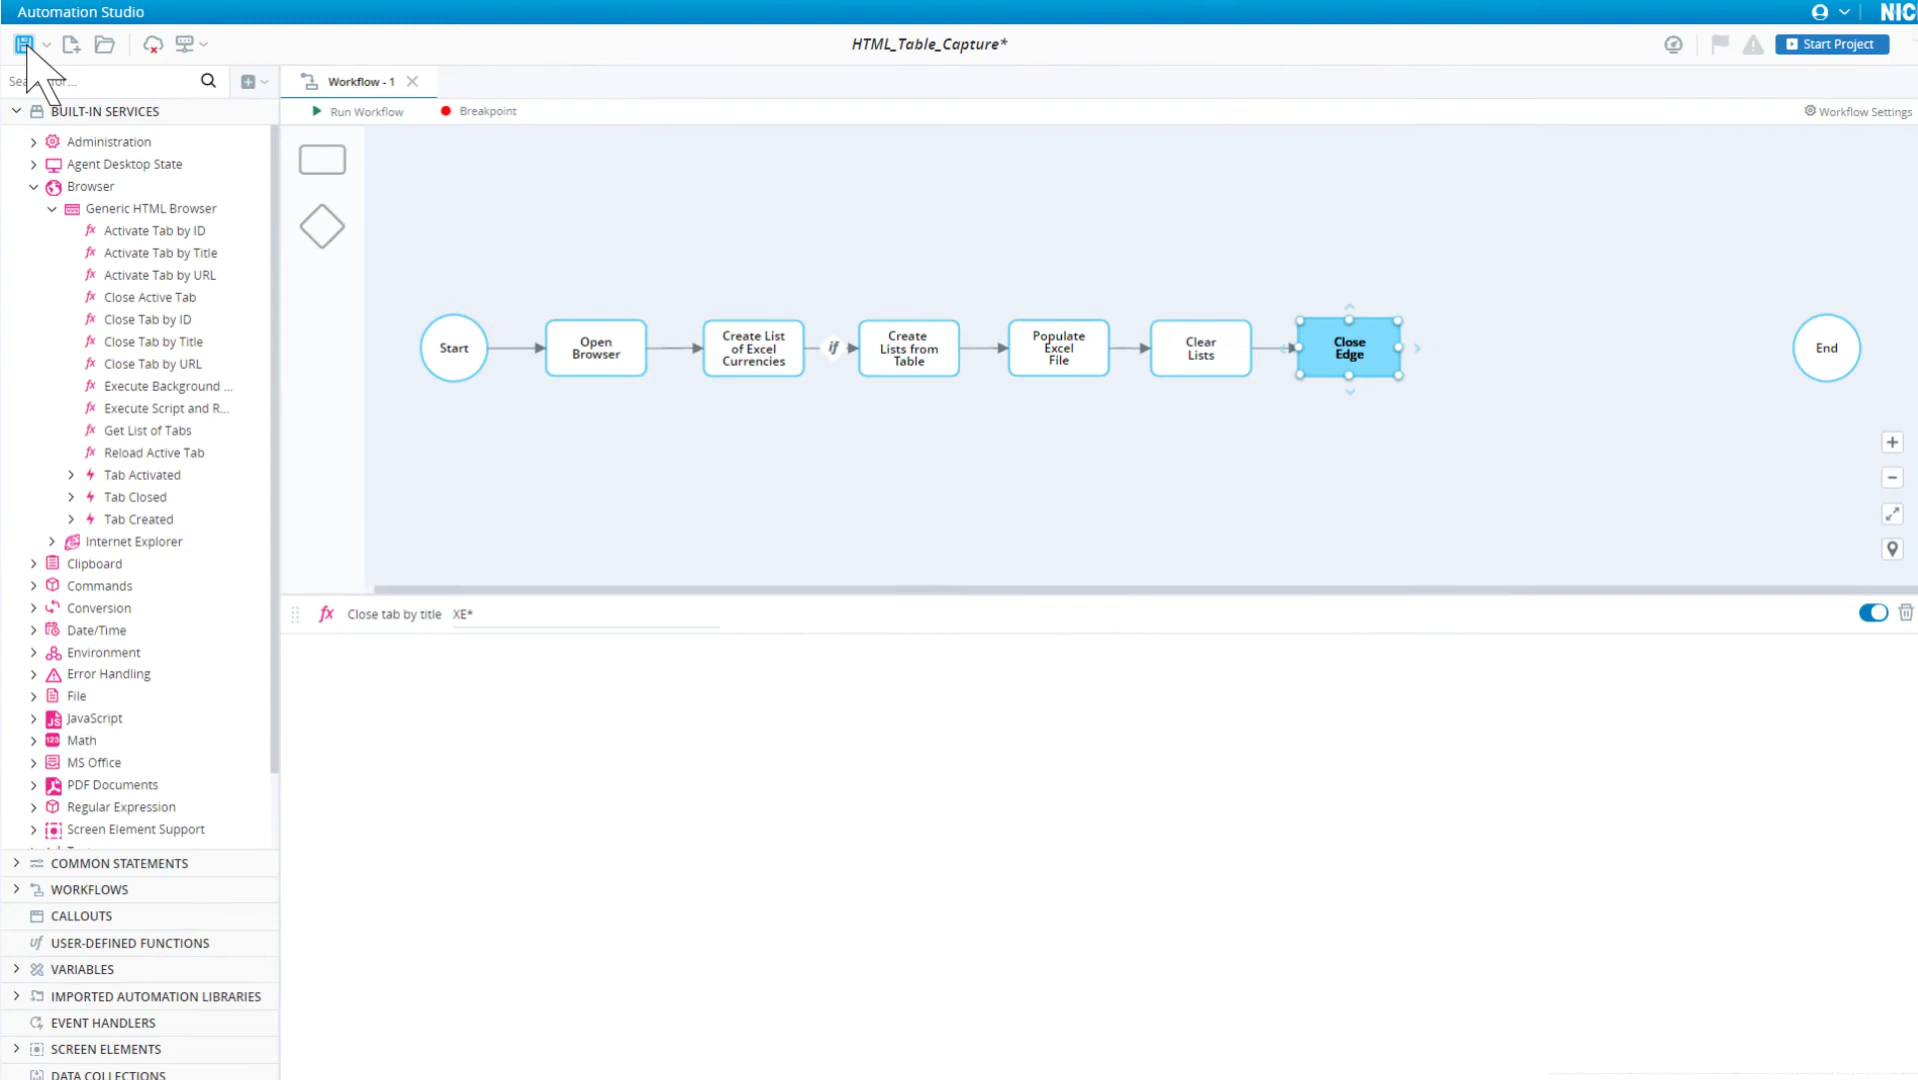 Automation Studio
NIC
HTML_Table_Capture*
Start Project
Workflow - 1
Run Workflow
Breakpoint
Workflow Settings
BUILT-IN SERVICES
Administration
Agent Desktop State
Browser
Generic HTML Browser
Activate Tab by ID
Activate Tab by Title
Activate Tab by URL
Close Active Tab
Close Tab by ID
Close Tab by Title
Close Tab by URL
Execute Background ...
Execute Script and R...
Get List of Tabs
Reload Active Tab
Tab Activated
Tab Closed
Tab Created
Internet Explorer
Clipboard
Commands
Conversion
Date/Time
Environment
Error Handling
File
JavaScript
Math
MS Office
PDF Documents
Regular Expression
Screen Element Support
COMMON STATEMENTS
WORKFLOWS
CALLOUTS
USER-DEFINED FUNCTIONS
VARIABLES
IMPORTED AUTOMATION LIBRARIES
EVENT HANDLERS
SCREEN ELEMENTS
DATA COLLECTIONS
Start
Open
Browser
Create List
of Excel
Currencies
if
Create
Lists from
Table
Populate
Excel
File
Clear
Lists
Close
Edge
End
fx Close tab by title XE*